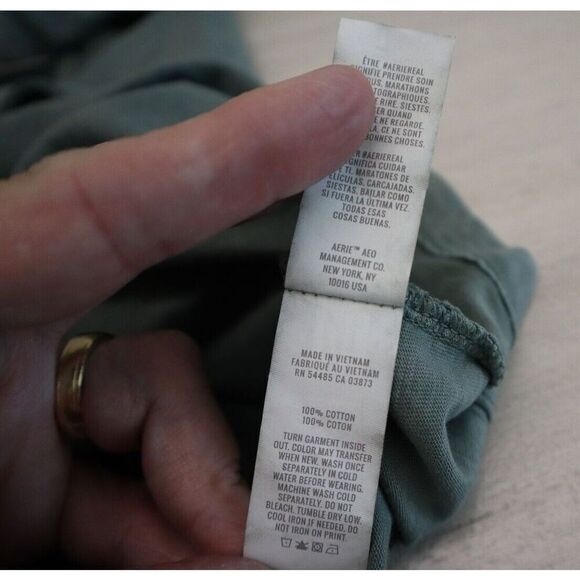 ÊTRE #AERIEREAL
SIGNIFIE PRENDRE SOIN
MARATHONS
TOGRAPHIQUES,
RIRE, SIESTES,
QUAND
NE REGARDE.
CE NE SONT
BONNES CHOSES.
#AERIEREAL
SIGNIFICA CUIDAR
TI. MARATONES DE
PELÍCULAS, CARCAJADAS,
SIESTAS, BAILAR COMO
SI FUERA LA ÚLTIMA VEZ.
TODAS ESAS
COSAS BUENAS.
AERIE™ AEO
MANAGEMENT CO.
NEW YORK, NY
10016 USA
MADE IN VIETNAM
FABRIQUÉ AU VIETNAM
RN 54485 CA 03873
100% COTTON
100% COTON
TURN GARMENT INSIDE
OUT. COLOR MAY TRANSFER
WHEN NEW. WASH ONCE
SEPARATELY IN COLD
WATER BEFORE WEARING.
MACHINE WASH COLD
SEPARATELY. DO NOT
BLEACH. TUMBLE DRY LOW.
COOL IRON IF NEEDED. DO
NOT IRON ON PRINT.